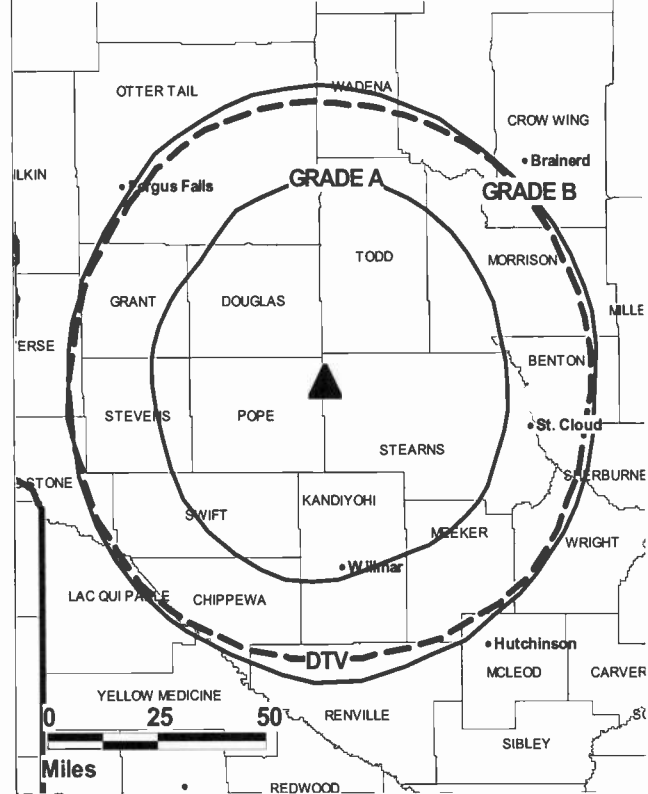 OTTER TAIL
WADENA
CROW WING
Brainerd
ILKIN
Fergus Falls
GRADE A
GRADE B
TODD
MORRISON
GRANT
DOUGLAS
MILLE
ERSE
BENTON
STEVENS
POPE
St. Cloud
STEARNS
STONE
SHERBURNE
KANDIYOHI
SWIFT
MEEKER
WRIGHT
Willmar
LAC QUI PARLE
CHIPPEWA
Hutchinson
DTV
MCLEOD
CARVER
YELLOW MEDICINE
0 25 50
RENVILLE
SC
SIBLEY
Miles
REDWOOD